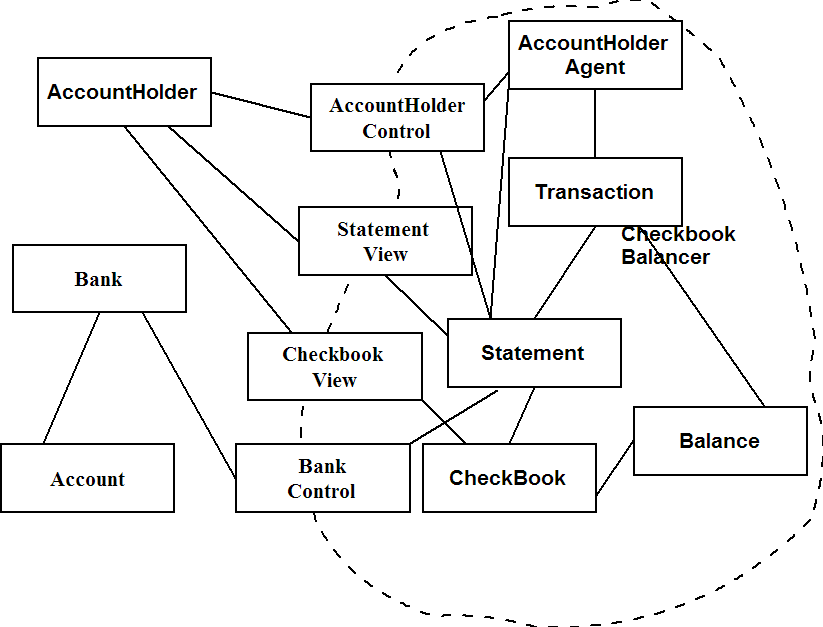 AccountHolder
Agent
AccountHolder
AccountHolder
Control
Transaction
Statement
View
Checkbook
Balancer
Bank
Checkbook
View
Statement
Balance
Account
Bank
Control
CheckBook